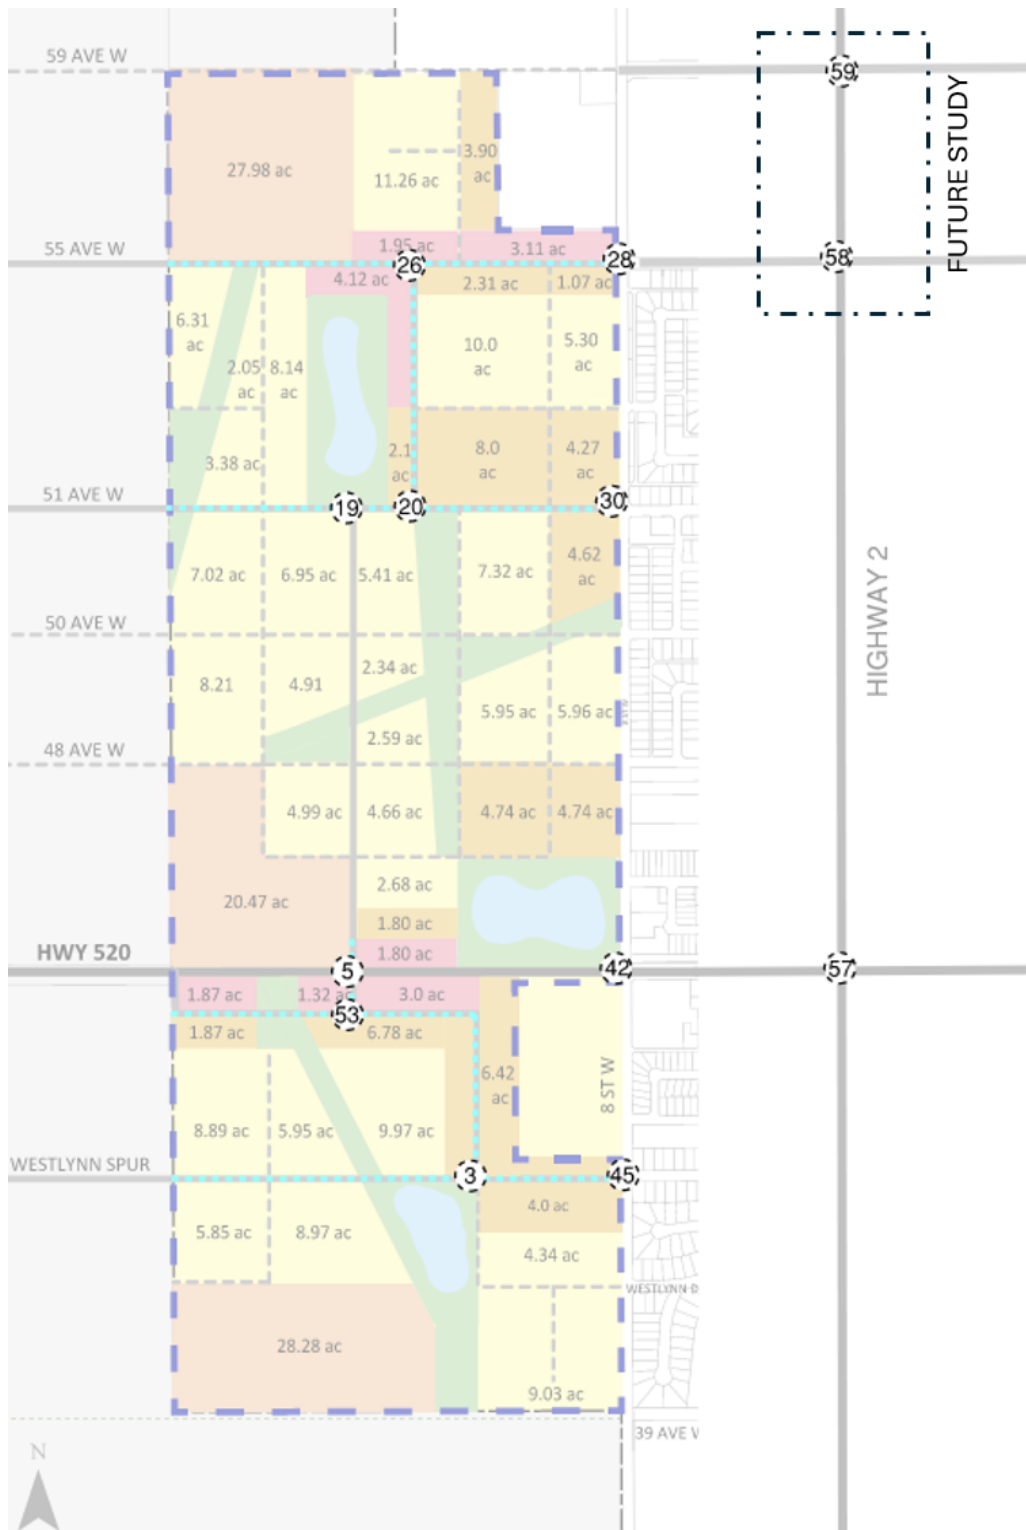 59 AVE W
59
FUTURE STUDY
27.98 ac
11.26 ac
3.90
ac
55 AVE W
1.95 ac
3.11 ac
26
28
58
4.12 ac
2.31 ac
1.07 ac
6.31
ac
2.05
ac
8.14
ac
10.0
ac
5.30
ac
3.38 ac
2.1
ac
8.0
ac
4.27
ac
51 AVE W
19
20
30
7.02 ac
6.95 ac
5.41 ac
7.32 ac
4.62
ac
HIGHWAY 2
50 AVE W
8.21
4.91
2.34 ac
5.95 ac
5.96 ac
2.59 ac
48 AVE W
4.99 ac
4.66 ac
4.74 ac
4.74 ac
20.47 ac
2.68 ac
1.80 ac
1.80 ac
HWY 520
5
42
57
1.87 ac
1.32 ac
3.0 ac
53
1.87 ac
6.78 ac
6.42
ac
8 ST W
8.89 ac
5.95 ac
9.97 ac
WESTLYNN SPUR
3
45
5.85 ac
8.97 ac
4.0 ac
4.34 ac
WESTLYNN D
28.28 ac
9.03 ac
39 AVE W
N